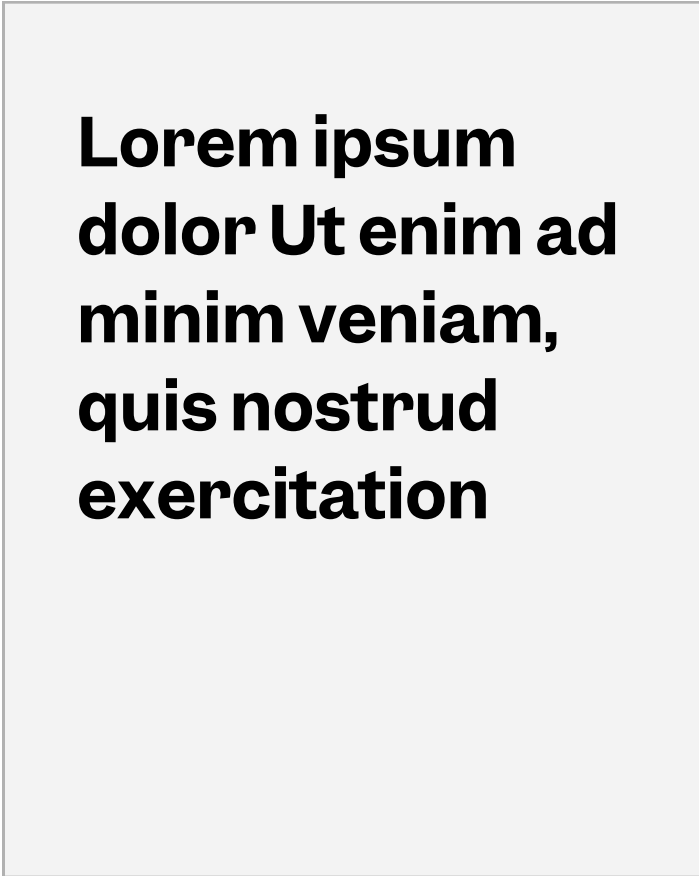 Lorem ipsum
dolor Ut enim ad
minim veniam,
quis nostrud
exercitation